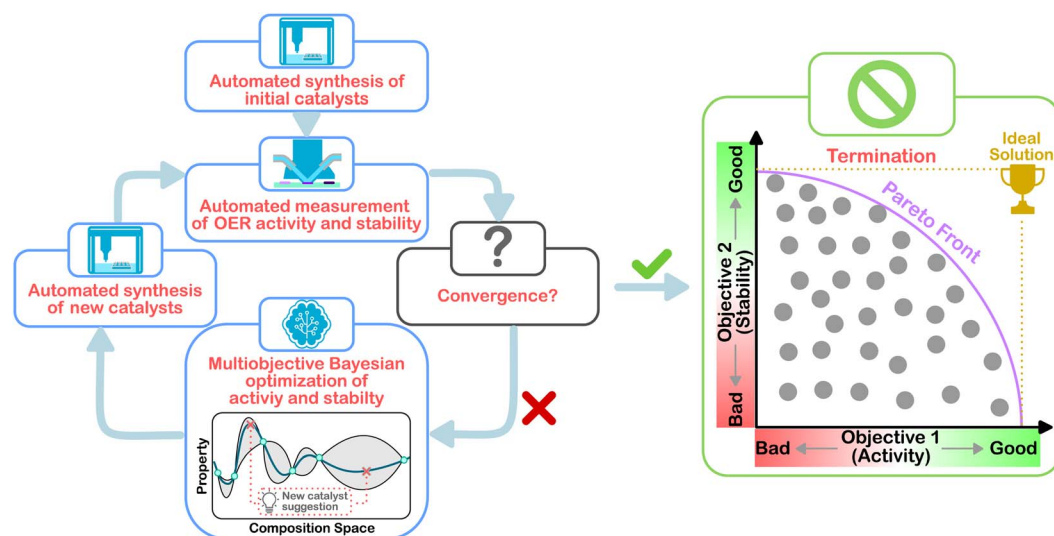 Automated synthesis of
initial catalysts
Automated measurement
of OER activity and stability
?
Convergence?
Automated synthesis
of new catalysts
Multiobjective Bayesian
optimization of
activiy and stabilty
Property
New catalyst
suggestion
Composition Space
Termination
Ideal
Solution
Pareto Front
Good
Bad
Objective 2
(Stability)
Bad
Objective 1
(Activity)
Good